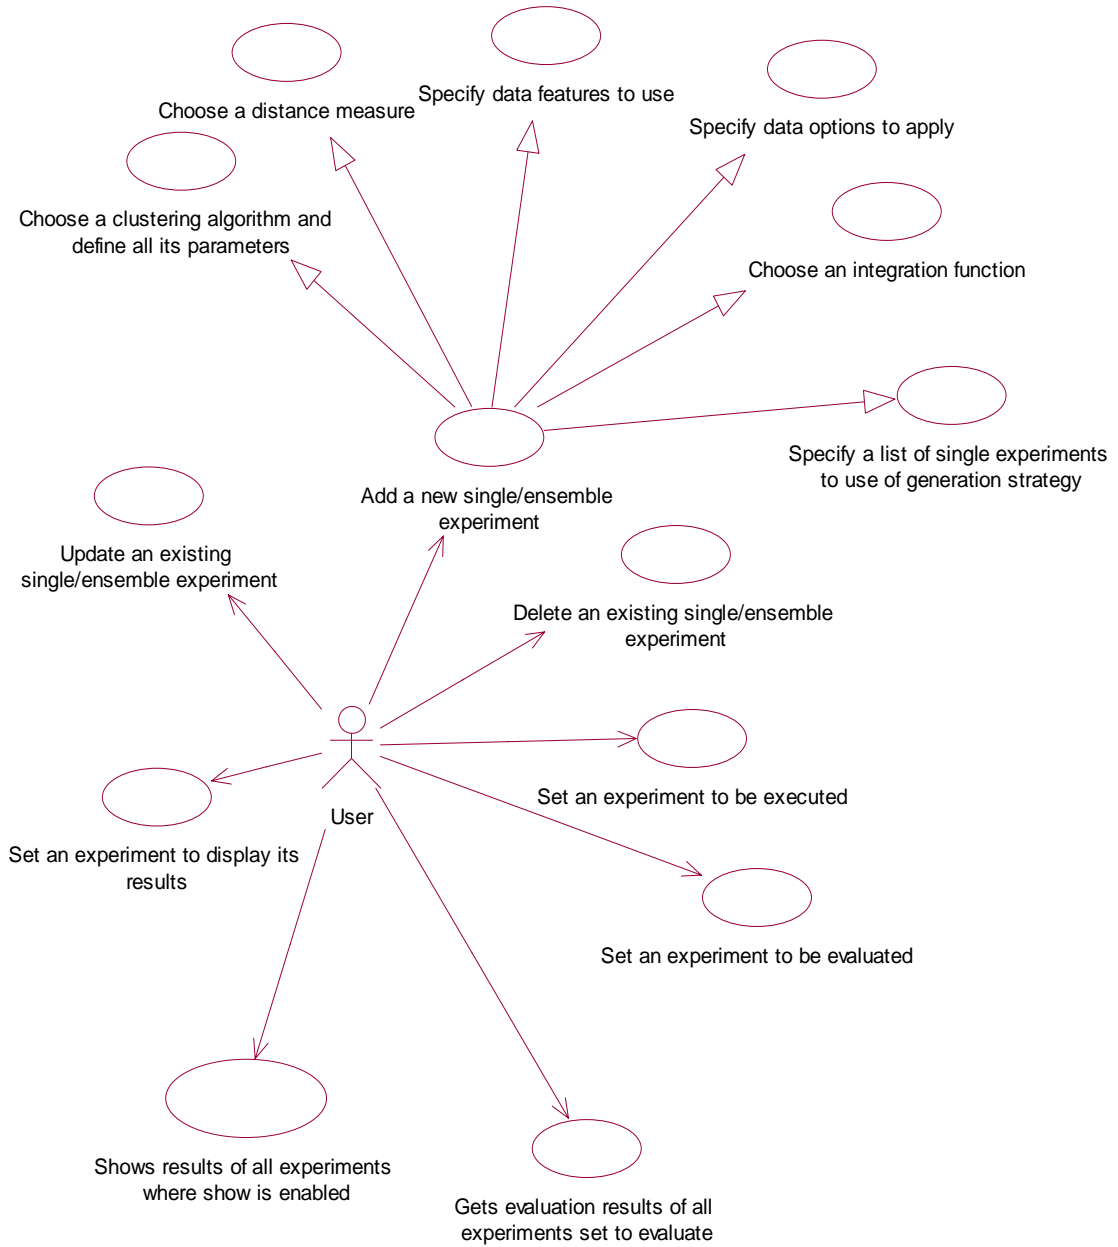 Specify data features to use
Choose a distance measure
Specify data options to apply
Choose a clustering algorithm and
define all its parameters
Choose an integration function
Specify a list of single experiments
to use of generation strategy
Add a new single/ensemble
experiment
Update an existing
single/ensemble experiment
Delete an existing single/ensemble
experiment
Set an experiment to be executed
User
Set an experiment to display its
results
Set an experiment to be evaluated
Shows results of all experiments
where show is enabled
Gets evaluation results of all
experiments set to evaluate